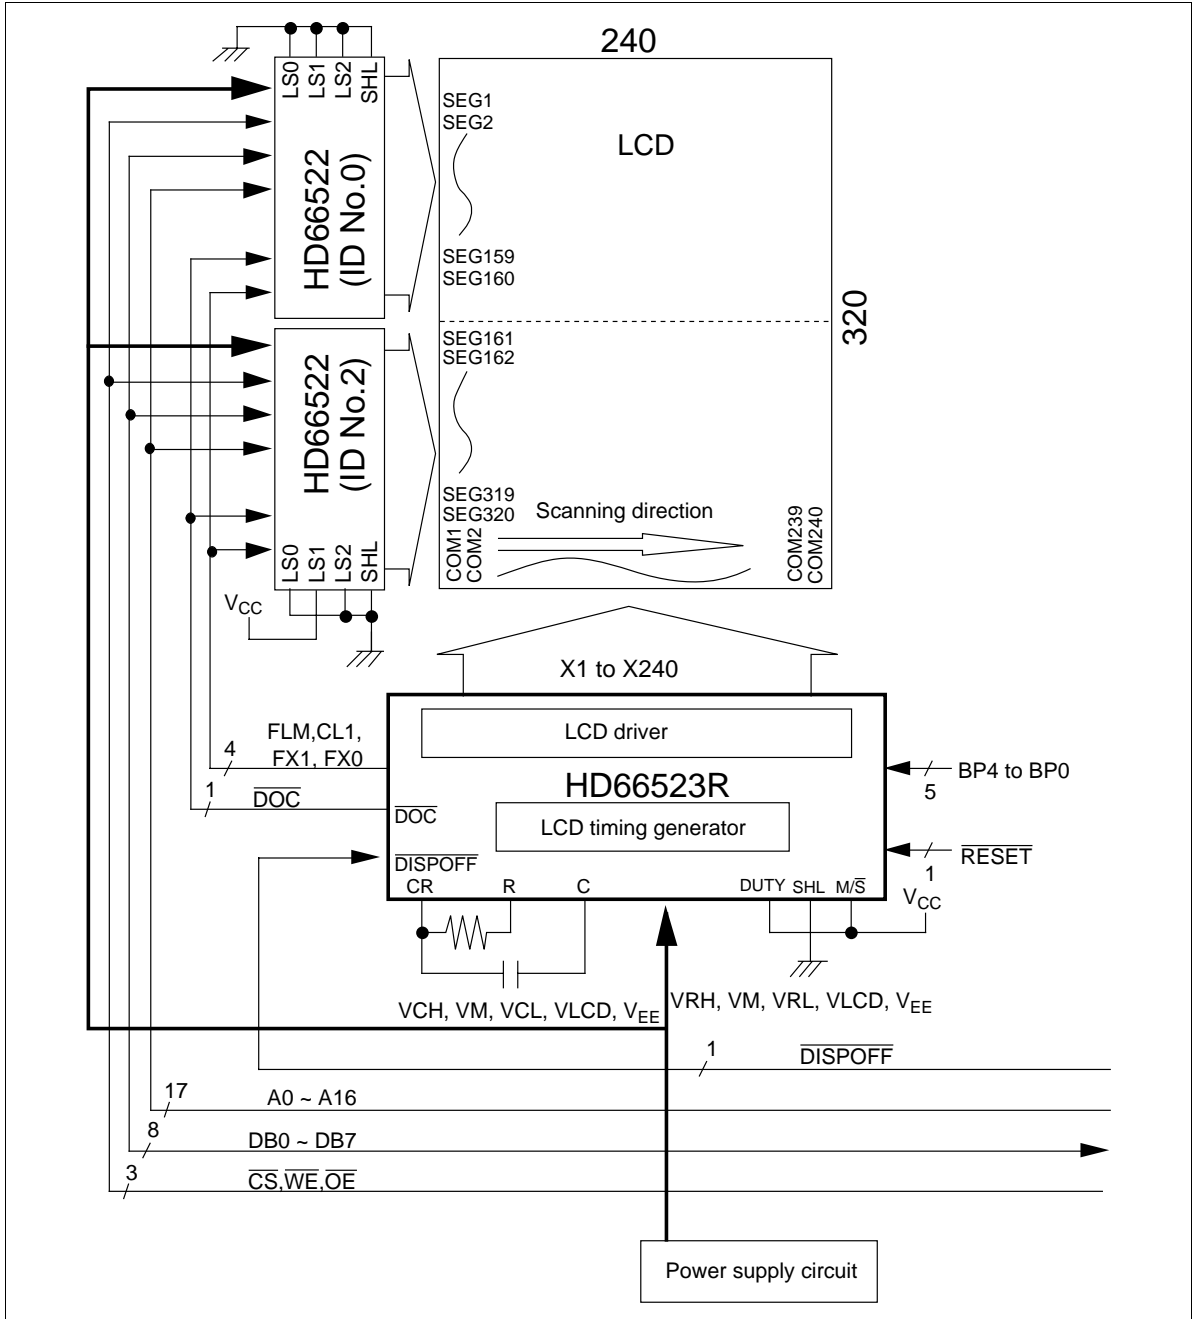 240
LS0
LS1
LS2
SHL
HD66522
(ID No.0)
SEG1
SEG2
LCD
SEG159
SEG160
320
HD66522
(ID No.2)
SEG161
SEG162
SEG319
SEG320
Scanning direction
COM1
COM2
COM239
COM240
LS0
LS1
LS2
SHL
VCC
X1 to X240
FLM,CL1,
FX1, FX0
4
LCD driver
HD66523R
BP4 to BP0
5
1
DOC
DOC
LCD timing generator
DISPOFF
RESET
1
CR
R
C
DUTY
SHL
M/S
VCC
VCH, VM, VCL, VLCD, VEE
VRH, VM, VRL, VLCD, VEE
1
DISPOFF
17
A0 ~ A16
8
DB0 ~ DB7
3
CS,WE,OE
Power supply circuit